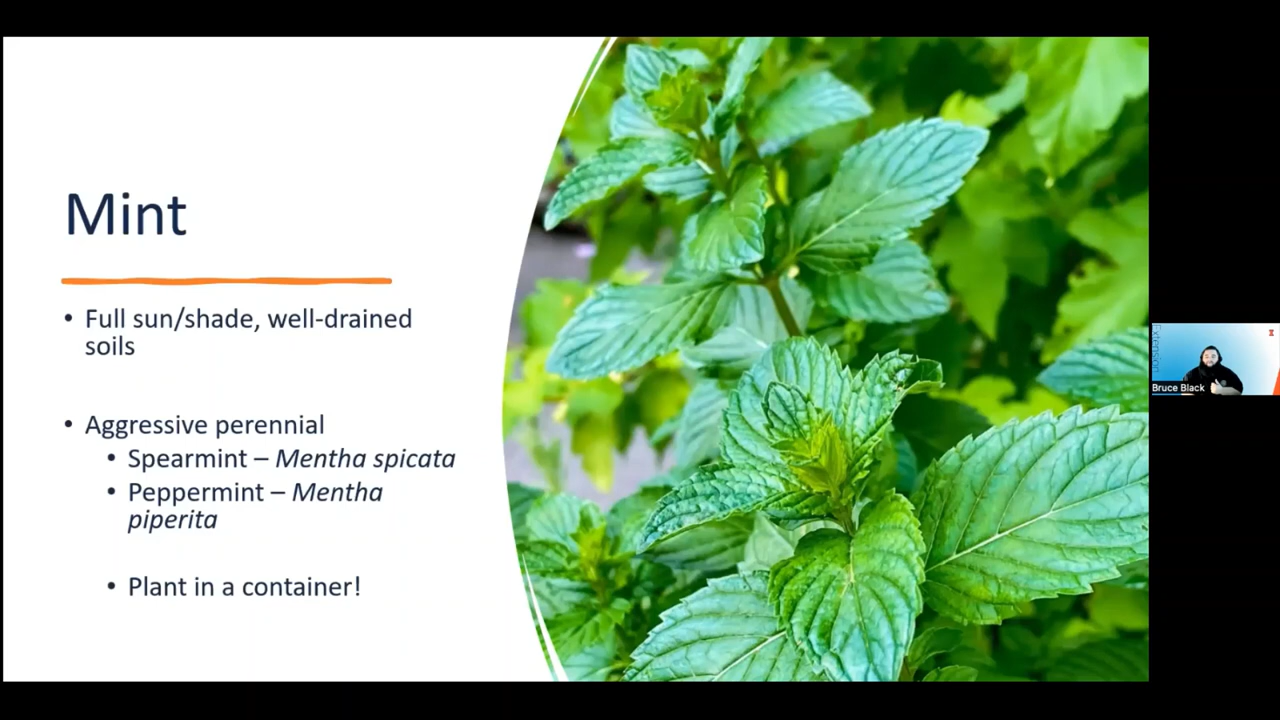 Mint
• Full sun/shade, well-drained
soils
• Aggressive perennial
• Spearmint – Mentha spicata
• Peppermint – Mentha
piperita
• Plant in a container!
Extension
Bruce Black